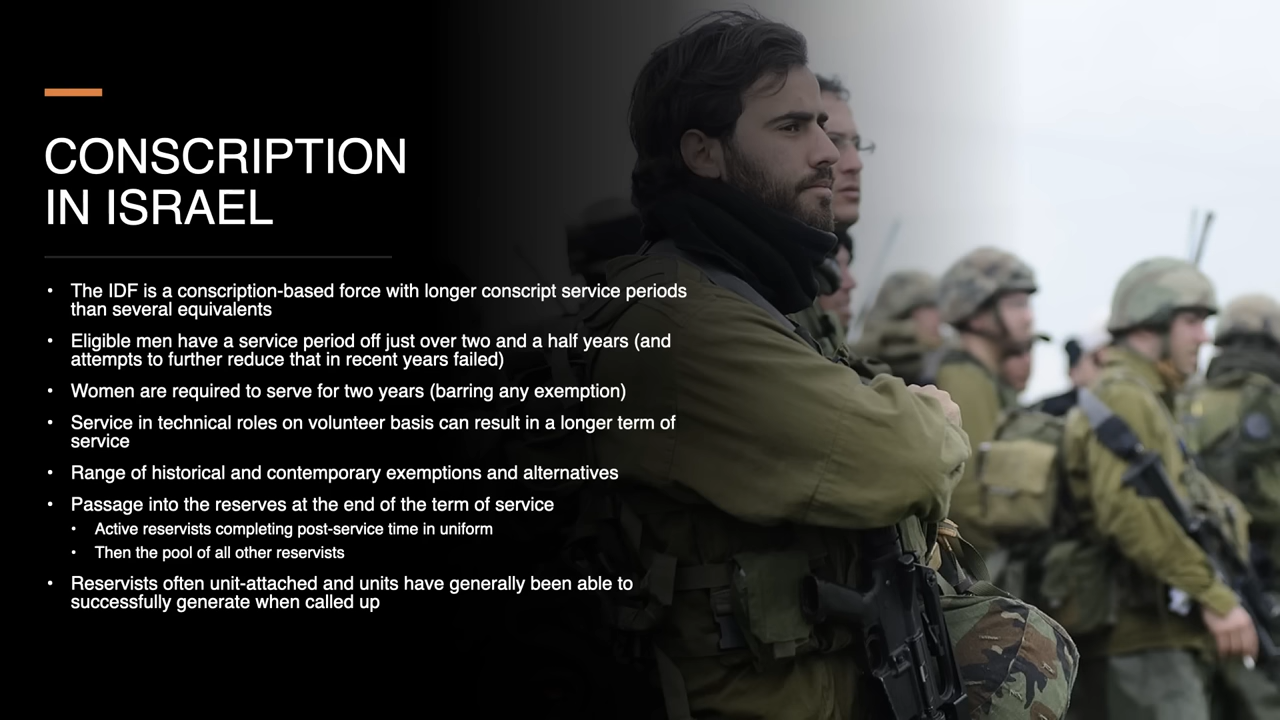 CONSCRIPTION
IN ISRAEL
• The IDF is a conscription-based force with longer conscript service periods
than several equivalents
• Eligible men have a service period off just over two and a half years (and
attempts to further reduce that in recent years failed)
• Women are required to serve for two years (barring any exemption)
• Service in technical roles on volunteer basis can result in a longer term of
service
• Range of historical and contemporary exemptions and alternatives
• Passage into the reserves at the end of the term of service
• Active reservists completing post-service time in uniform
• Then the pool of all other reservists
• Reservists often unit-attached and units have generally been able to
successfully generate when called up